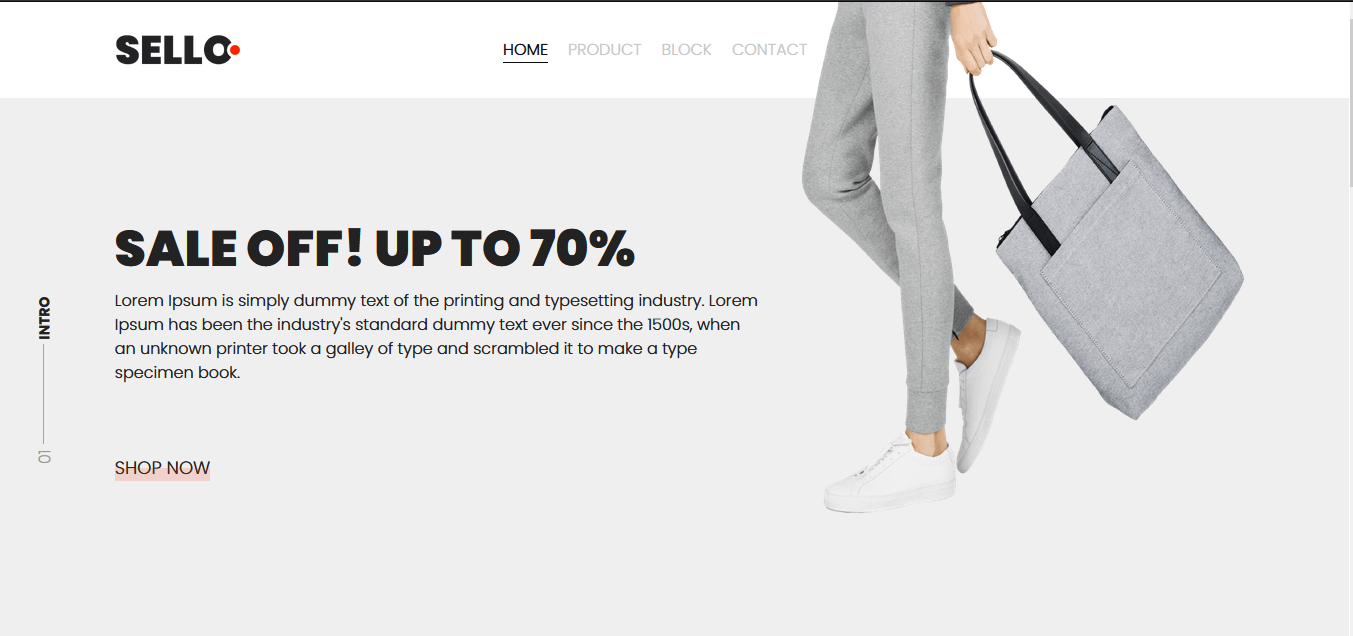 SELLO
HOME PRODUCT BLOCK CONTACT
SALE OFF! UP TO 70%
Lorem Ipsum is simply dummy text of the printing and typesetting industry. Lorem
Ipsum has been the industry's standard dummy text ever since the 1500s, when
an unknown printer took a galley of type and scrambled it to make a type
specimen book.
SHOP NOW
INTRO
01